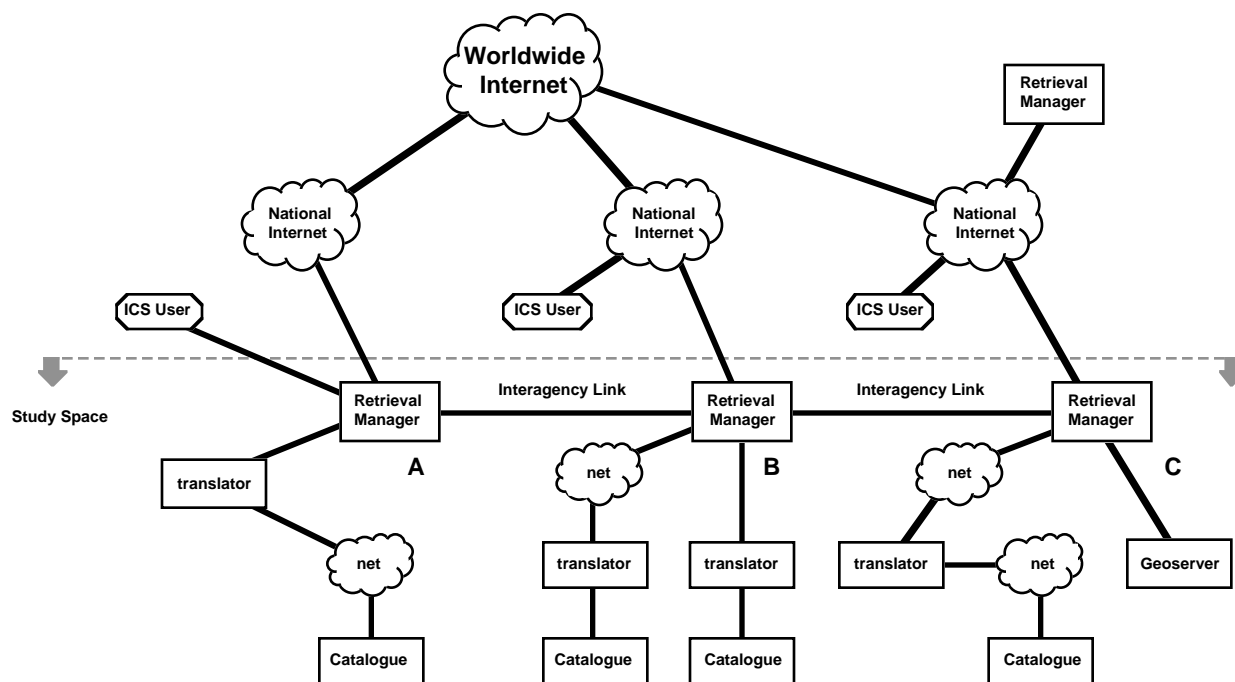 Worldwide
Internet
Retrieval
Manager
National
Internet
National
Internet
National
Internet
ICS User
ICS User
ICS User
Study Space
Retrieval
Manager
Interagency Link
Retrieval
Manager
Interagency Link
Retrieval
Manager
A
B
C
translator
net
net
net
translator
translator
translator
net
Geoserver
Catalogue
Catalogue
Catalogue
Catalogue